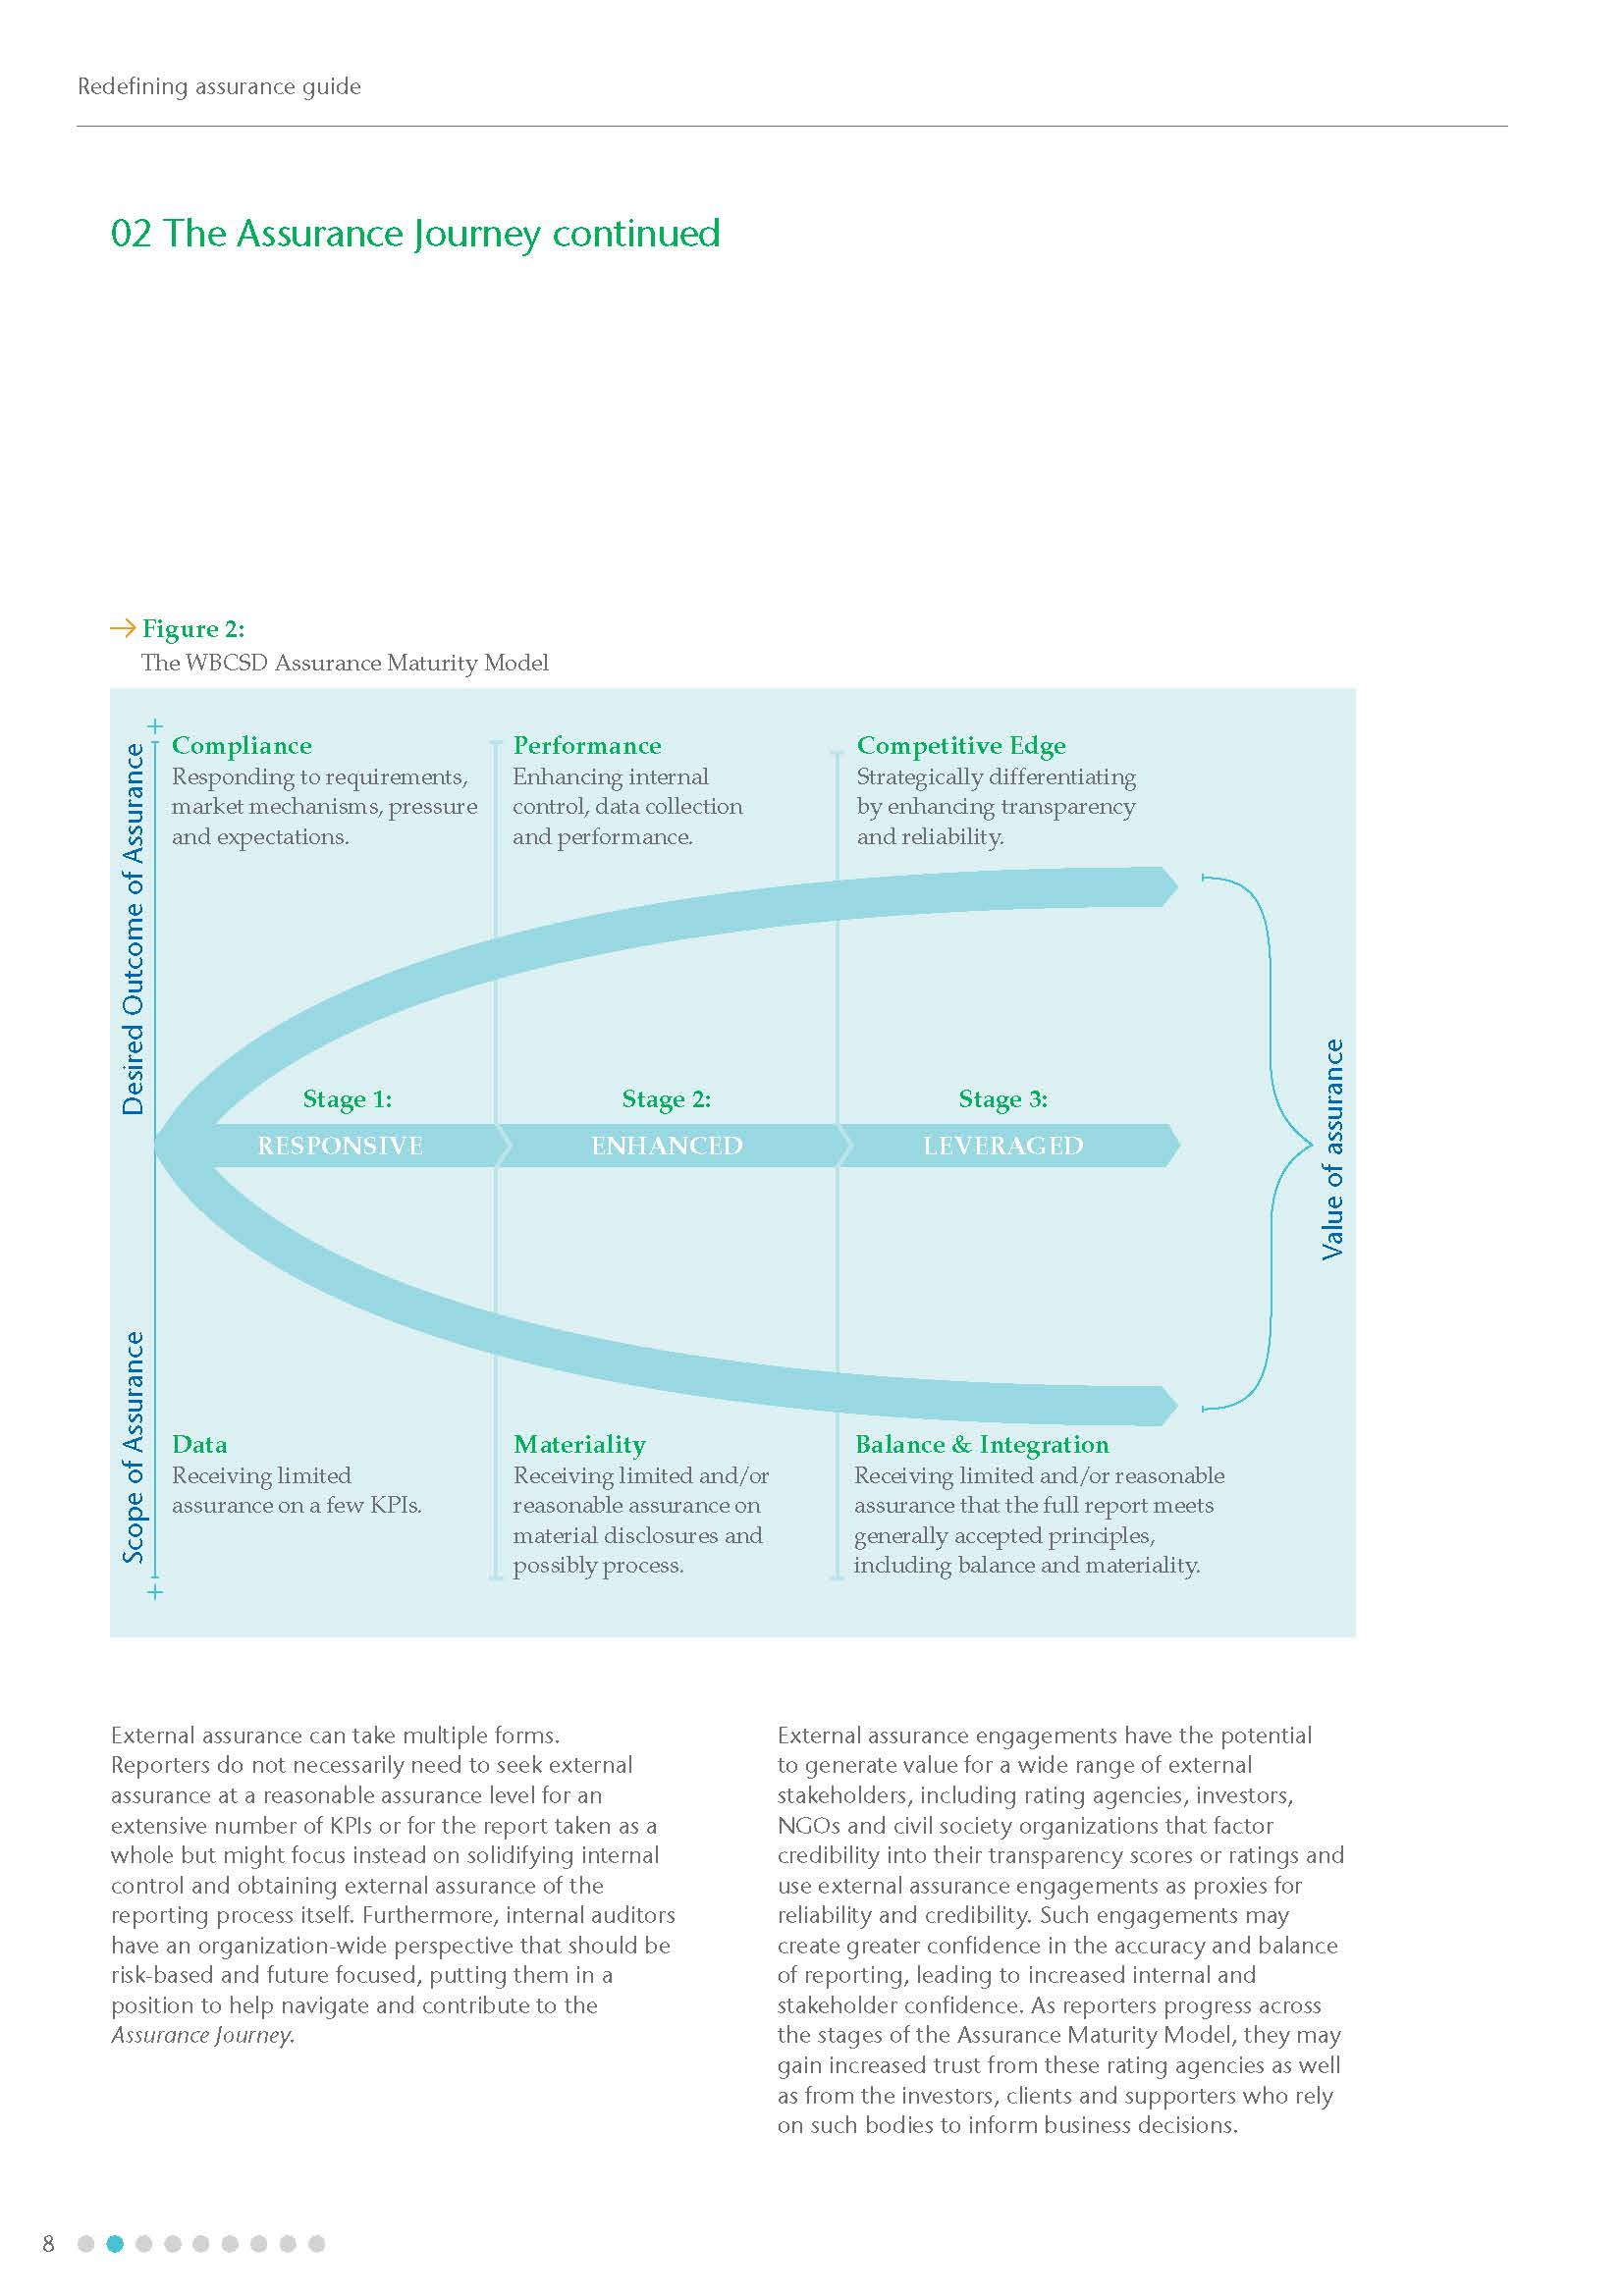 Redefining assurance guide
02 The Assurance Journey continued
Figure 2:
The WBCSD Assurance Maturity Model
Desired Outcome of Assurance
+
Compliance
Responding to requirements,
market mechanisms, pressure
and expectations.
Performance
Enhancing internal
control, data collection
and performance.
Competitive Edge
Strategically differentiating
by enhancing transparency
and reliability.
Stage 1:
RESPONSIVE
Stage 2:
ENHANCED
Stage 3:
LEVERAGED
Value of assurance
Scope of Assurance
+
Data
Receiving limited
assurance on a few KPIs.
Materiality
Receiving limited and/or
reasonable assurance on
material disclosures and
possibly process.
Balance & Integration
Receiving limited and/or reasonable
assurance that the full report meets
generally accepted principles,
including balance and materiality.
External assurance can take multiple forms.
Reporters do not necessarily need to seek external
assurance at a reasonable assurance level for an
extensive number of KPIs or for the report taken as a
whole but might focus instead on solidifying internal
control and obtaining external assurance of the
reporting process itself. Furthermore, internal auditors
have an organization-wide perspective that should be
risk-based and future focused, putting them in a
position to help navigate and contribute to the
Assurance Journey.
External assurance engagements have the potential
to generate value for a wide range of external
stakeholders, including rating agencies, investors,
NGOs and civil society organizations that factor
credibility into their transparency scores or ratings and
use external assurance engagements as proxies for
reliability and credibility. Such engagements may
create greater confidence in the accuracy and balance
of reporting, leading to increased internal and
stakeholder confidence. As reporters progress across
the stages of the Assurance Maturity Model, they may
gain increased trust from these rating agencies as well
as from the investors, clients and supporters who rely
on such bodies to inform business decisions.
8